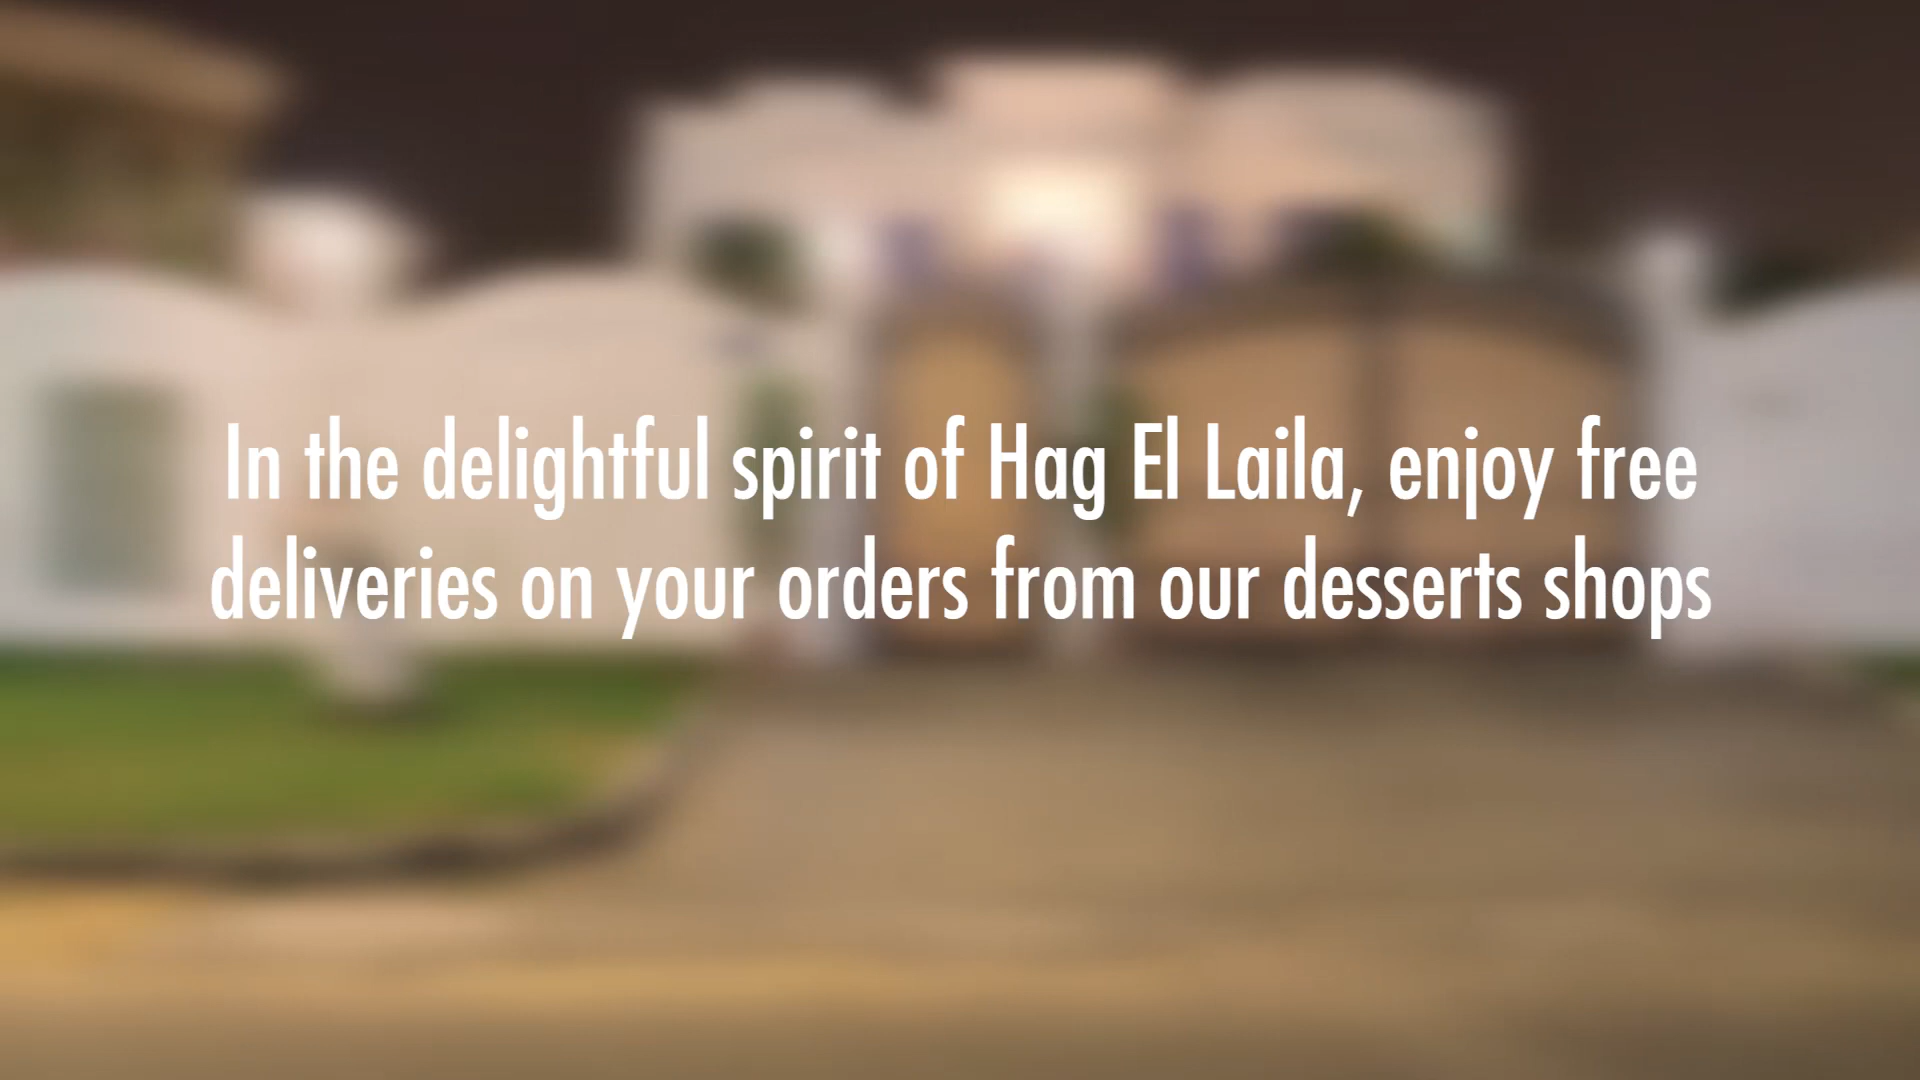 In the delightful spirit of Hag El Laila, enjoy free
deliveries on your orders from our desserts shops